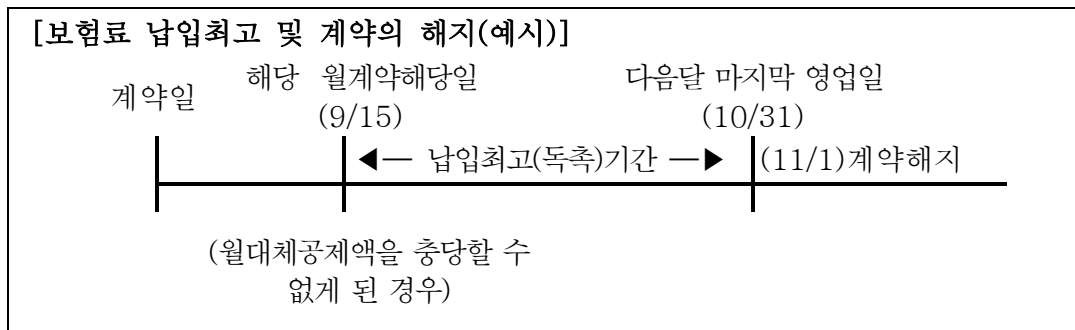 [보험료 납입최고 및 계약의 해지(예시)]
계약일
해당 월계약해당일
(9/15)
다음달 마지막 영업일
(10/31)
◀― 납입최고(독촉)기간 ―▶
(11/1)계약해지
(월대체공제액을 충당할 수
없게 된 경우)